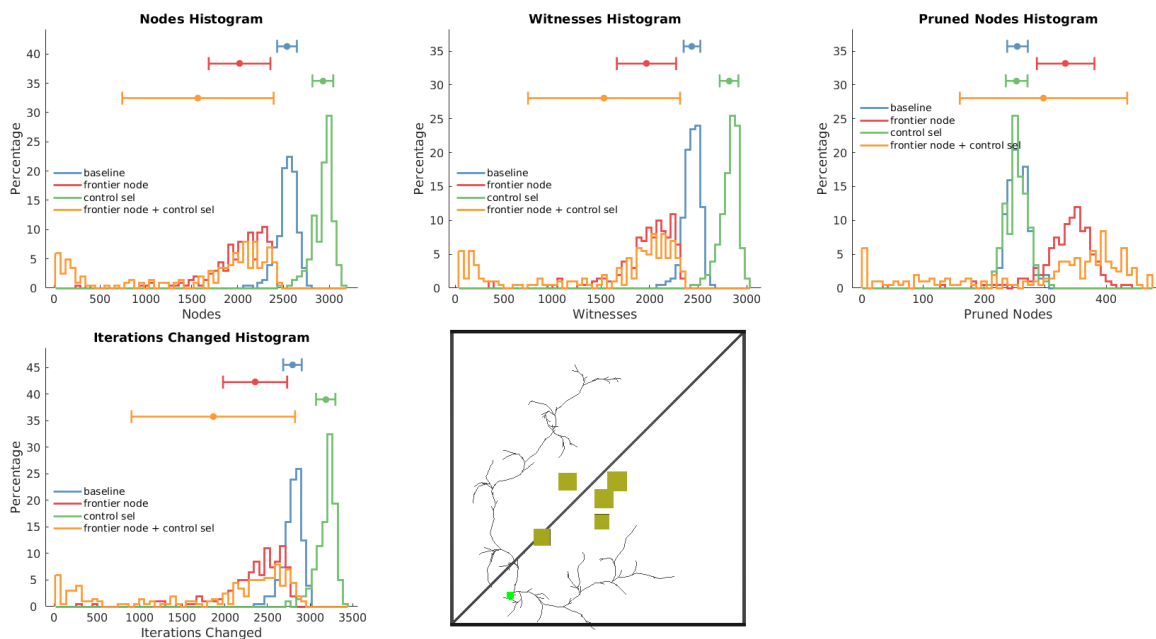 Nodes Histogram
40
35
30
25
20
15
10
5
0
Percentage
baseline
frontier node
control sel
frontier node + control sel
0 500 1000 1500 2000 2500 3000
Nodes
Witnesses Histogram
35
30
25
20
15
10
5
0
Percentage
baseline
frontier node
control sel
frontier node + control sel
0 500 1000 1500 2000 2500 3000
Witnesses
Pruned Nodes Histogram
35
30
25
20
15
10
5
0
Percentage
baseline
frontier node
control sel
frontier node + control sel
0 100 200 300 400
Pruned Nodes
Iterations Changed Histogram
45
40
35
30
25
20
15
10
5
0
Percentage
baseline
frontier node
control sel
frontier node + control sel
0 500 1000 1500 2000 2500 3000 3500
Iterations Changed